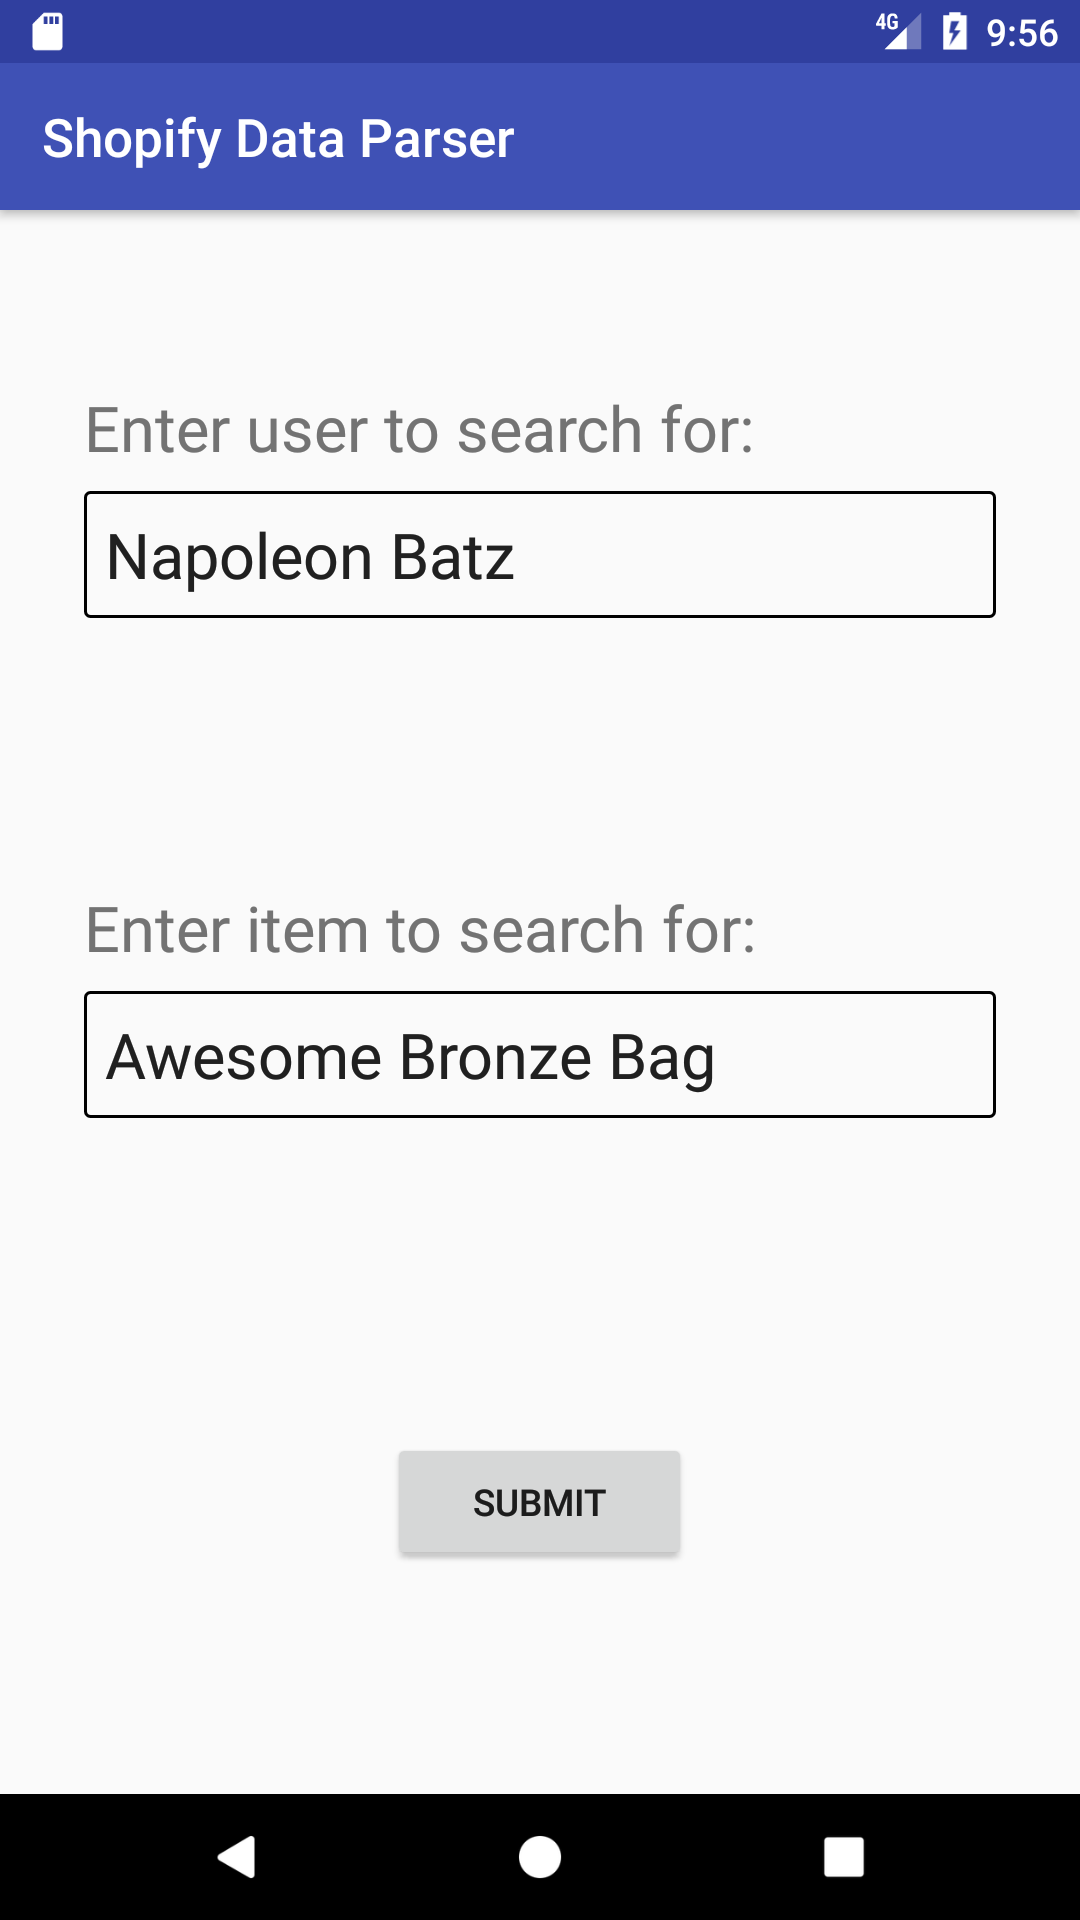 4G 9:56
Shopify Data Parser
Enter user to search for:
Napoleon Batz
Enter item to search for:
Awesome Bronze Bag
SUBMIT